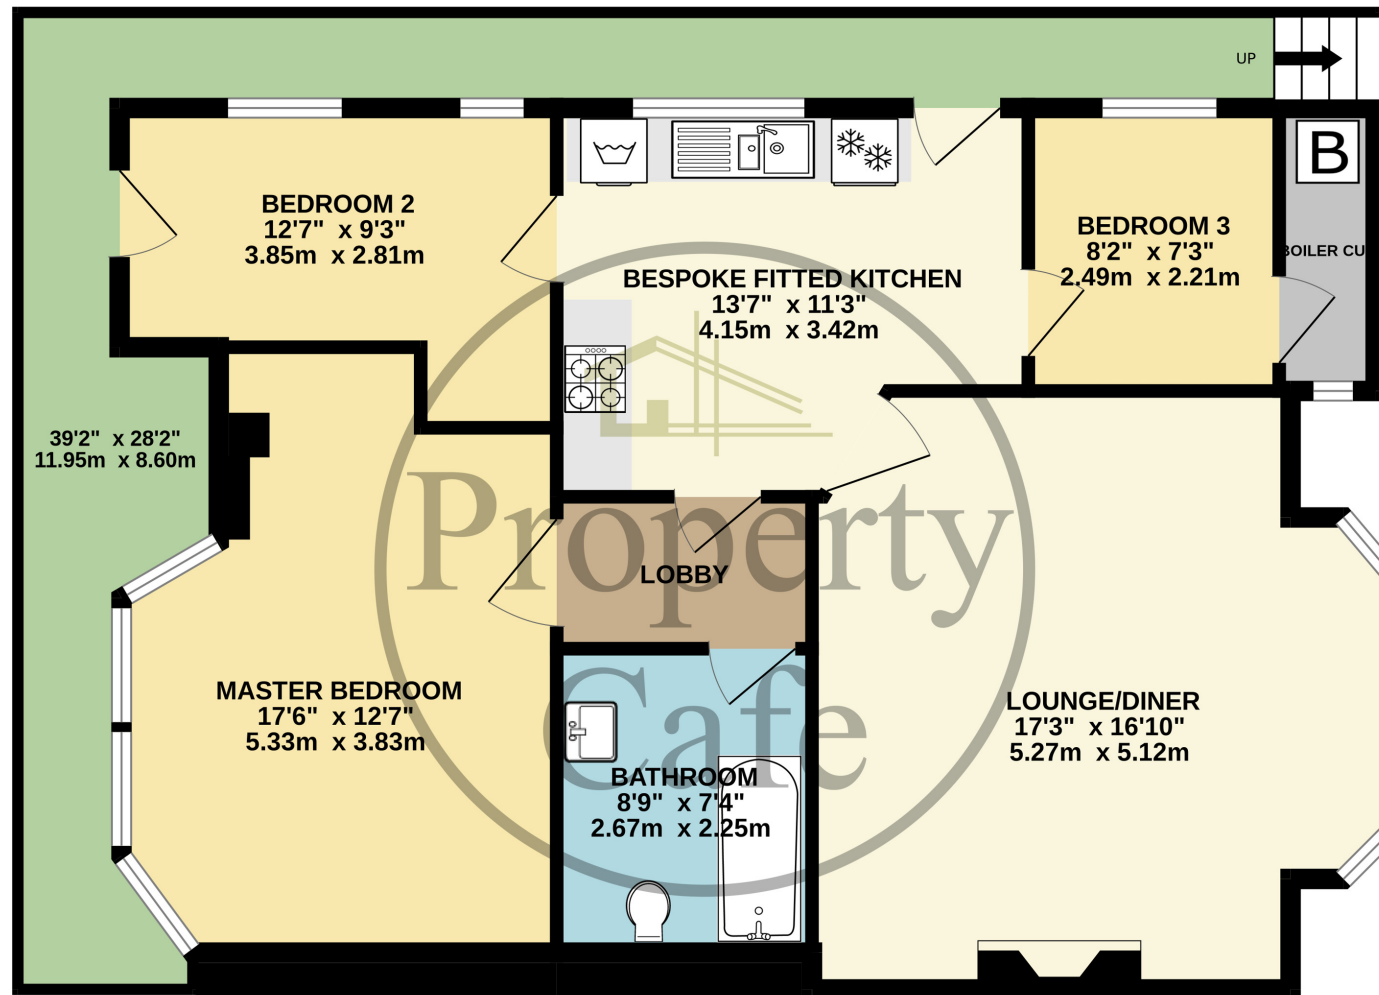 UP
B
BEDROOM 2
12'7" x 9'3"
3.85m x 2.81m
BEDROOM 3
8'2" x 7'3"
2.49m x 2.21m
BOILER CU
BESPOKE FITTED KITCHEN
13'7" x 11'3"
4.15m x 3.42m
39'2" x 28'2"
11.95m x 8.60m
Property
LOBBY
Cafe
MASTER BEDROOM
17'6" x 12'7"
5.33m x 3.83m
LOUNGE/DINER
17'3" x 16'10"
5.27m x 5.12m
BATHROOM
8'9" x 7'4"
2.67m x 2.25m